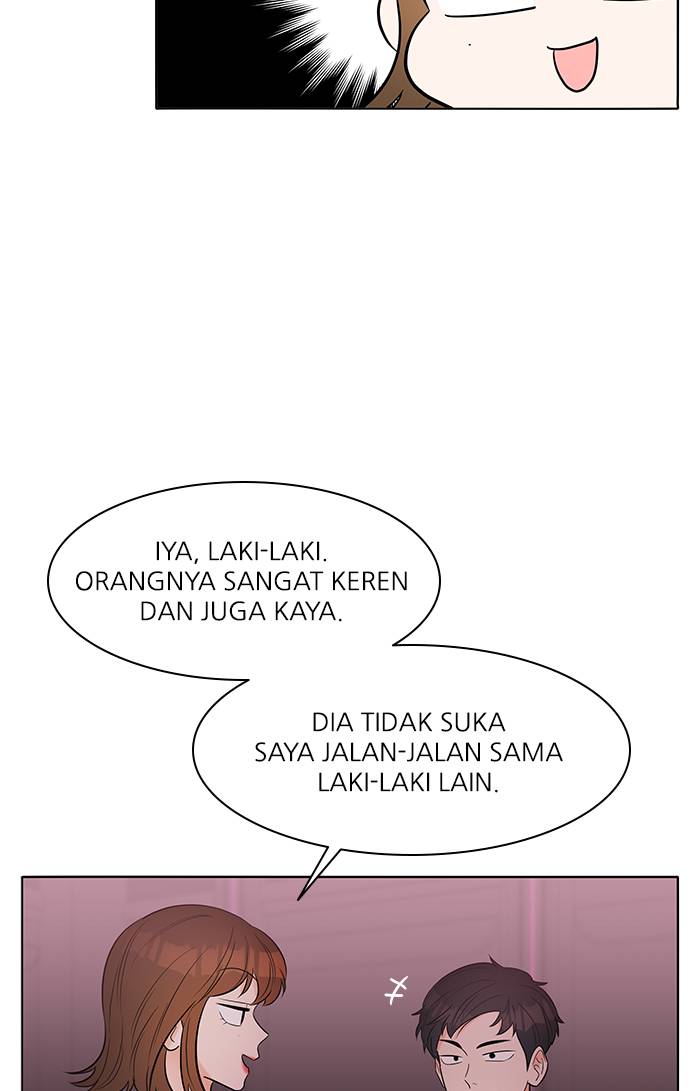 IYA, LAKI-LAKI.
ORANGNYA SANGAT KEREN
DAN JUGA KAYA.
DIA TIDAK SUKA
SAYA JALAN-JALAN SAMA
LAKI-LAKI LAIN.